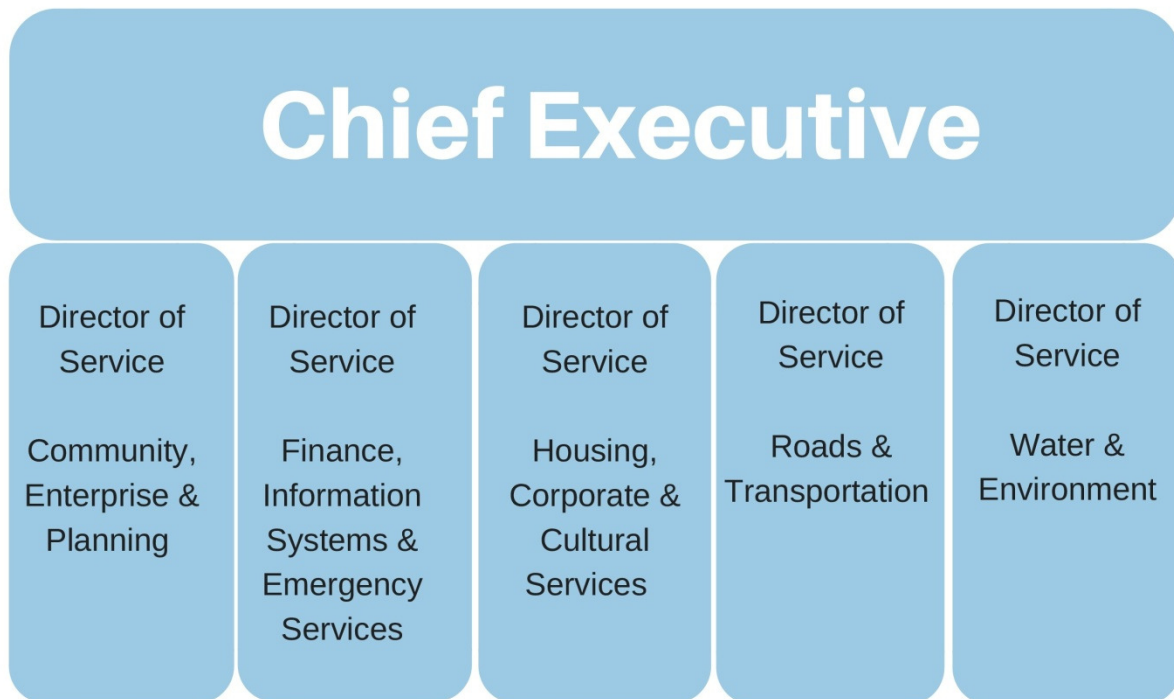 Chief Executive
Director of
Service
Community,
Enterprise &
Planning
Director of
Service
Finance,
Information
Systems &
Emergency
Services
Director of
Service
Housing,
Corporate &
Cultural
Services
Director of
Service
Roads &
Transportation
Director of
Service
Water &
Environment